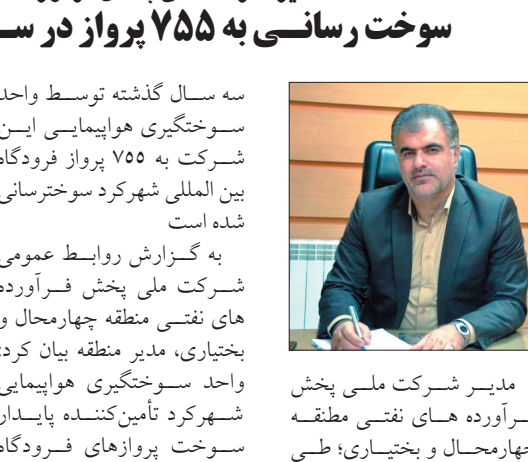 سوخت رسانی به ۷۵۵ پرواز در
مدیر شرکت ملی پخش
فرآورده های نفتی مطنقه
چهارمحال و بختیاری؛ طی
سه سال گذشته توسط واحد
سوختگیری هواپیمایی این
شرکت به ۷۵۵ پرواز فرودگاه
بین المللی شهرکرد سوخترسانی
شده است
به گزارش روابط عمومی
شرکت ملی پخش فرآورده
های نفتی منطقه چهارمحال و
بختیاری، مدیر منطقه بیان کرد:
واحد سوختگیری هواپیمایی
شهرکرد تأمین‌کننده پایدار
سوخت پروازهای فرودگاه